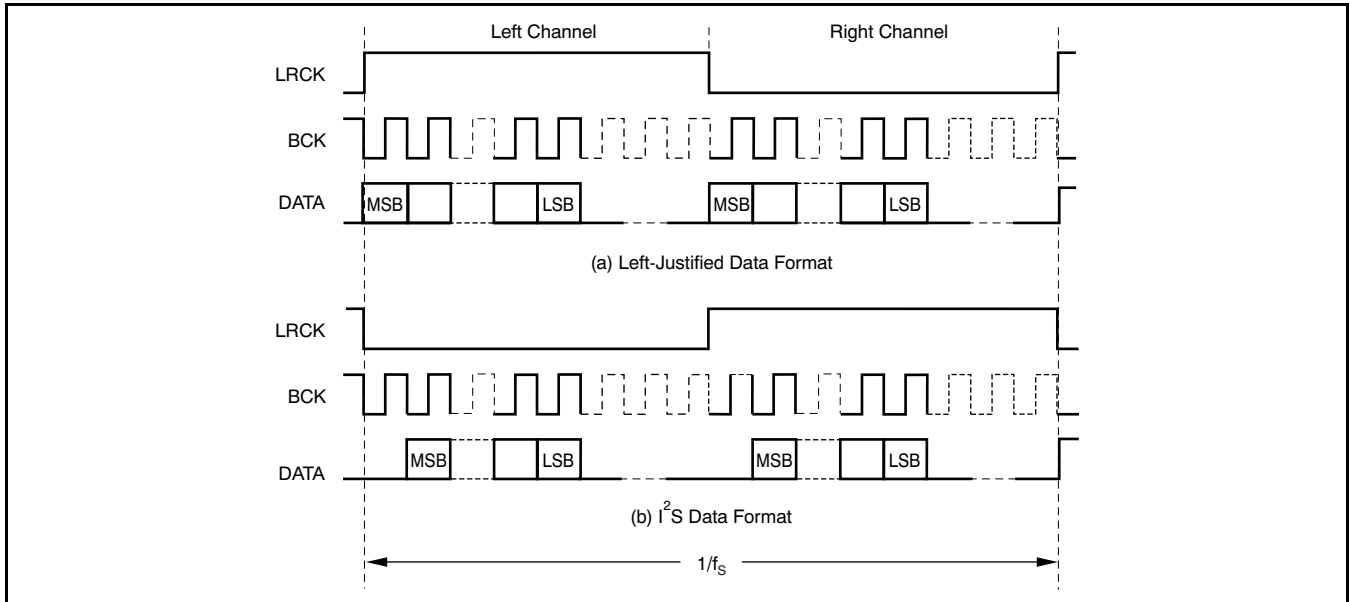 Left Channel Right Channel
LRCK
BCK
DATA MSB LSB MSB LSB
(a) Left-Justified Data Format
LRCK
BCK
DATA MSB LSB MSB LSB
(b) I²S Data Format
1/fS